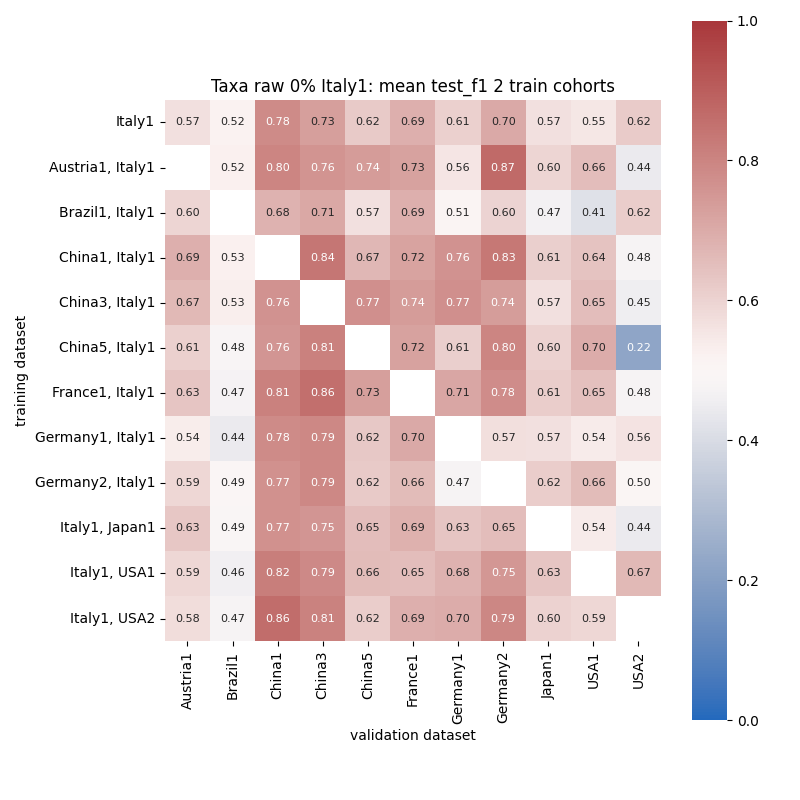 Taxa raw 0% Italy1: mean test_f1 2 train cohorts
training dataset
Italy1 0.57 0.52 0.78 0.73 0.62 0.69 0.61 0.70 0.57 0.55 0.62
Austria1, Italy1 0.52 0.80 0.76 0.74 0.73 0.56 0.87 0.60 0.66 0.44
Brazil1, Italy1 0.60 0.68 0.71 0.57 0.69 0.51 0.60 0.47 0.41 0.62
China1, Italy1 0.69 0.53 0.84 0.67 0.72 0.76 0.83 0.61 0.64 0.48
China3, Italy1 0.67 0.53 0.76 0.77 0.74 0.77 0.74 0.57 0.65 0.45
China5, Italy1 0.61 0.48 0.76 0.81 0.72 0.61 0.80 0.60 0.70 0.22
France1, Italy1 0.63 0.47 0.81 0.86 0.73 0.71 0.78 0.61 0.65 0.48
Germany1, Italy1 0.54 0.44 0.78 0.79 0.62 0.70 0.57 0.57 0.54 0.56
Germany2, Italy1 0.59 0.49 0.77 0.79 0.62 0.66 0.47 0.62 0.66 0.50
Italy1, Japan1 0.63 0.49 0.77 0.75 0.65 0.69 0.63 0.65 0.54 0.44
Italy1, USA1 0.59 0.46 0.82 0.79 0.66 0.65 0.68 0.75 0.63 0.67
Italy1, USA2 0.58 0.47 0.86 0.81 0.62 0.69 0.70 0.79 0.60 0.59
Austria1 Brazil1 China1 China3 China5 France1 Germany1 Germany2 Japan1 USA1 USA2
validation dataset
1.0
0.8
0.6
0.4
0.2
0.0